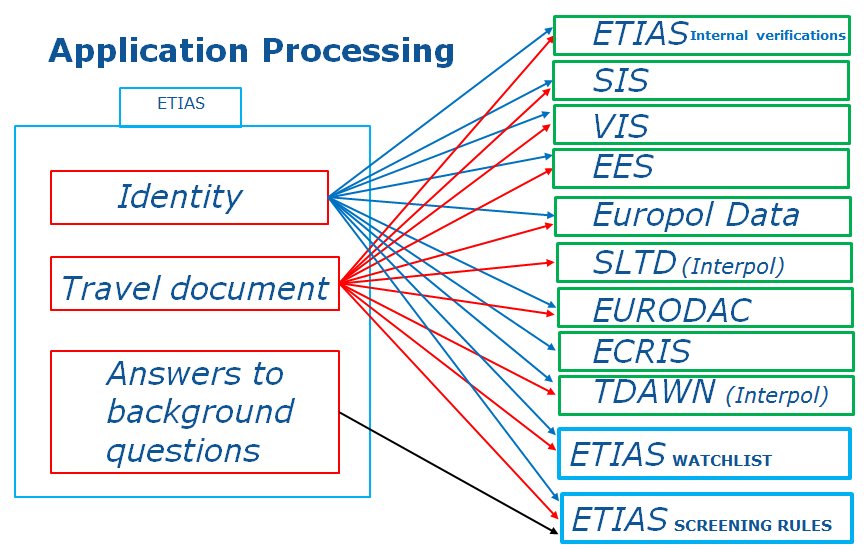 Application Processing
ETIAS
Identity
Travel document
Answers to
background
questions
ETIAS Internal verifications
SIS
VIS
EES
Europol Data
SLTD (Interpol)
EURODAC
ECRIS
TDAWN (Interpol)
ETIAS WATCHLIST
ETIAS SCREENING RULES